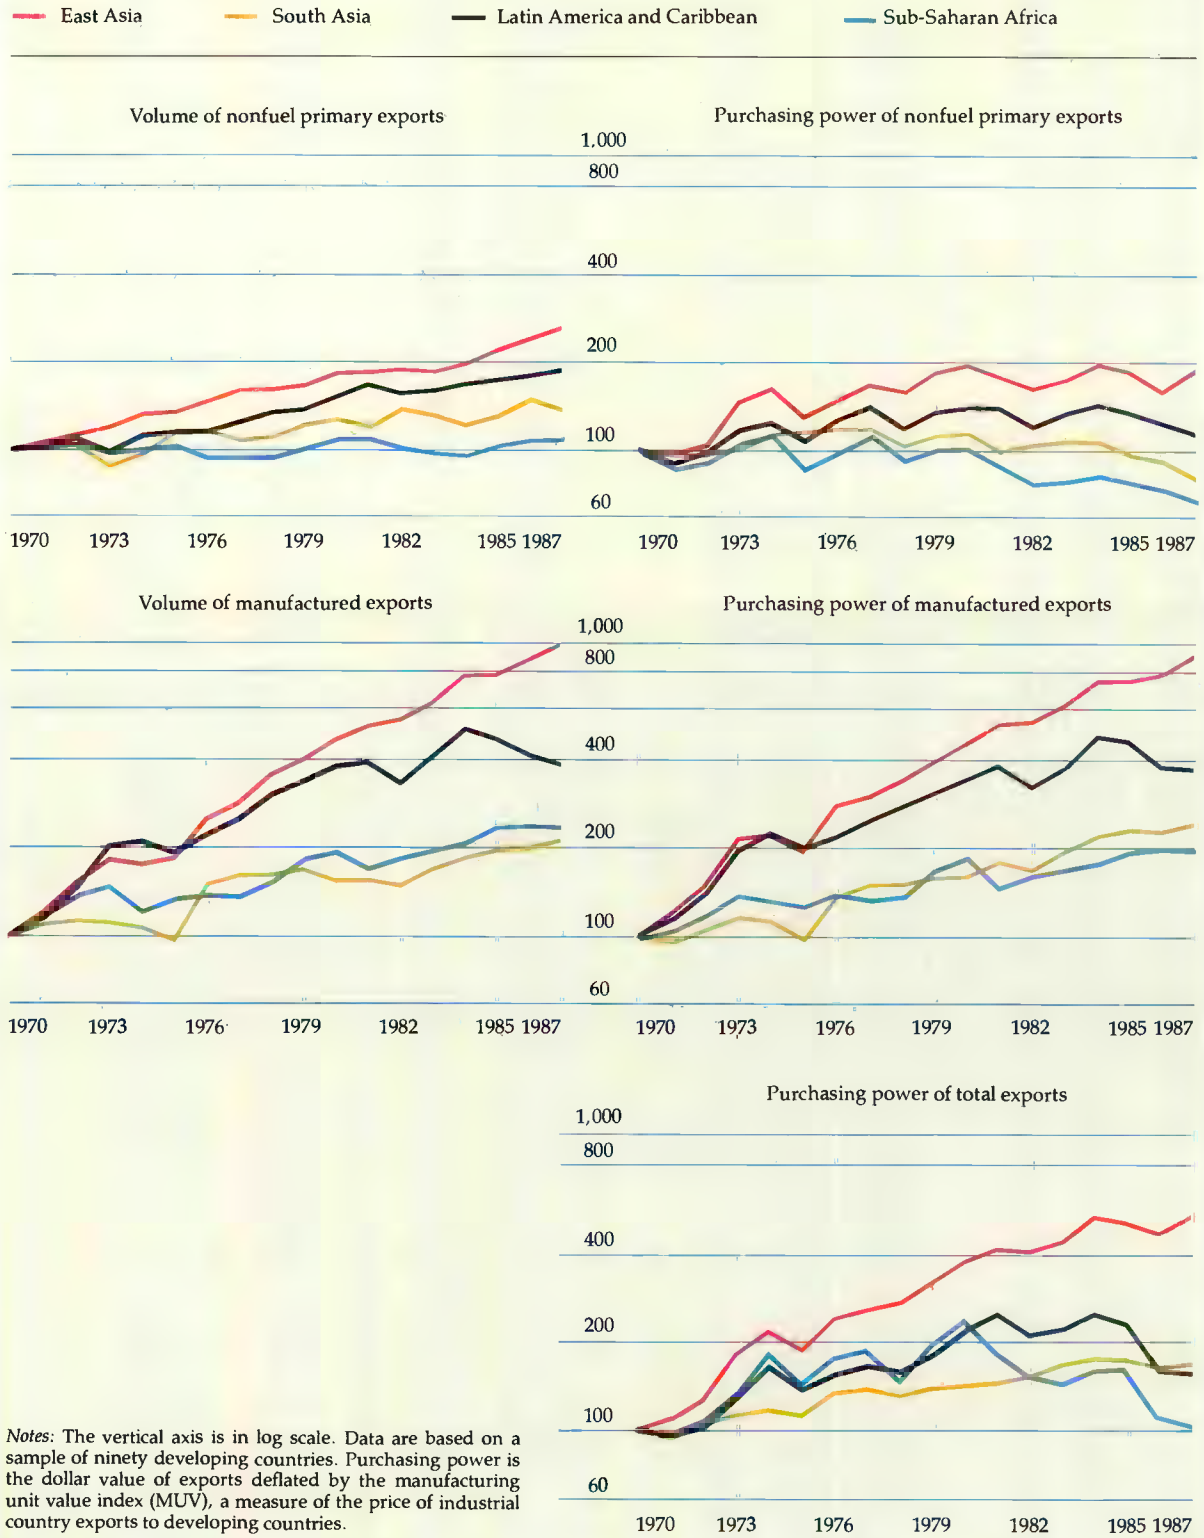 East Asia South Asia Latin America and Caribbean Sub-Saharan Africa
Volume of nonfuel primary exports Purchasing power of nonfuel primary exports
1,000
800
400
200
100
60
1970 1973 1976 1979 1982 1985 1987 1970 1973 1976 1979 1982 1985 1987
Volume of manufactured exports Purchasing power of manufactured exports
1,000
800
400
200
100
60
1970 1973 1976 1979 1982 1985 1987 1970 1973 1976 1979 1982 1985 1987
Purchasing power of total exports
1,000
800
400
200
100
60
1970 1973 1976 1979 1982 1985 1987
Notes: The vertical axis is in log scale. Data are based on a
sample of ninety developing countries. Purchasing power is
the dollar value of exports deflated by the manufacturing
unit value index (MUV), a measure of the price of industrial
country exports to developing countries.